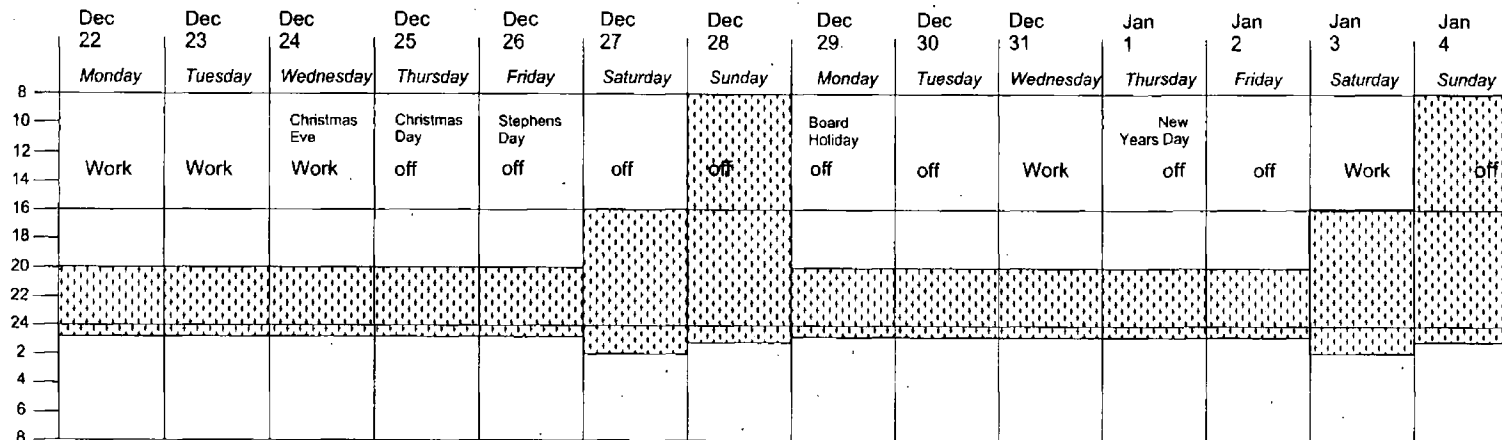 Dec Dec Dec Dec Dec Dec Dec Dec Dec Dec Jan Jan Jan Jan
22 23 24 25 26 27 28 29 30 31 1 2 3 4
Monday Tuesday Wednesday Thursday Friday Saturday Sunday Monday Tuesday Wednesday Thursday Friday Saturday Sunday
8
10 Christmas Christmas Stephens Board New
Eve Day Day Holiday Years Day
12
Work Work Work off off off off off off Work off off Work off
14
16
18
20
22
24
2
4
6
8